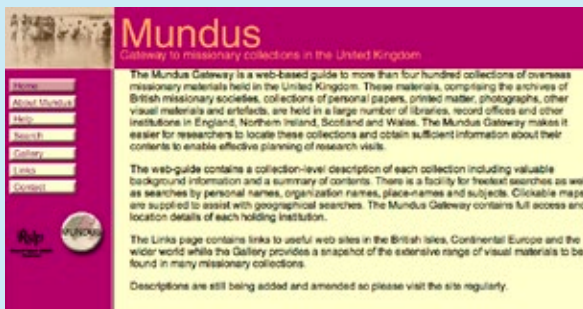 Mundus
Gateway to missionary collections in the United Kingdom
Home
About Mundus
Help
Search
Gallery
Links
Contact
Rslp
MUNDUS
The Mundus Gateway is a web-based guide to more than four hundred collections of overseas
missionary materials held in the United Kingdom. These materials, comprising the archives of
British missionary societies, collections of personal papers, printed matter, photographs, other
visual materials and artefacts, are held in a large number of libraries, record offices and other
institutions in England, Northern Ireland, Scotland and Wales. The Mundus Gateway makes it
easier for researchers to locate these collections and obtain sufficient information about their
contents to enable effective planning of research visits.
The web-guide contains a collection-level description of each collection including valuable
background information and a summary of contents. There is a facility for freetext searches as wel
as searches by personal names, organization names, place-names and subjects. Clickable maps
are supplied to assist with geographical searches. The Mundus Gateway contains full access and
location details of each holding institution.
The Links page contains links to useful web sites in the British Isles, Continental Europe and the
wider world while the Gallery provides a snapshot of the extensive range of visual materials to be
found in many missionary collections.
Descriptions are still being added and amended so please visit the site regularly.